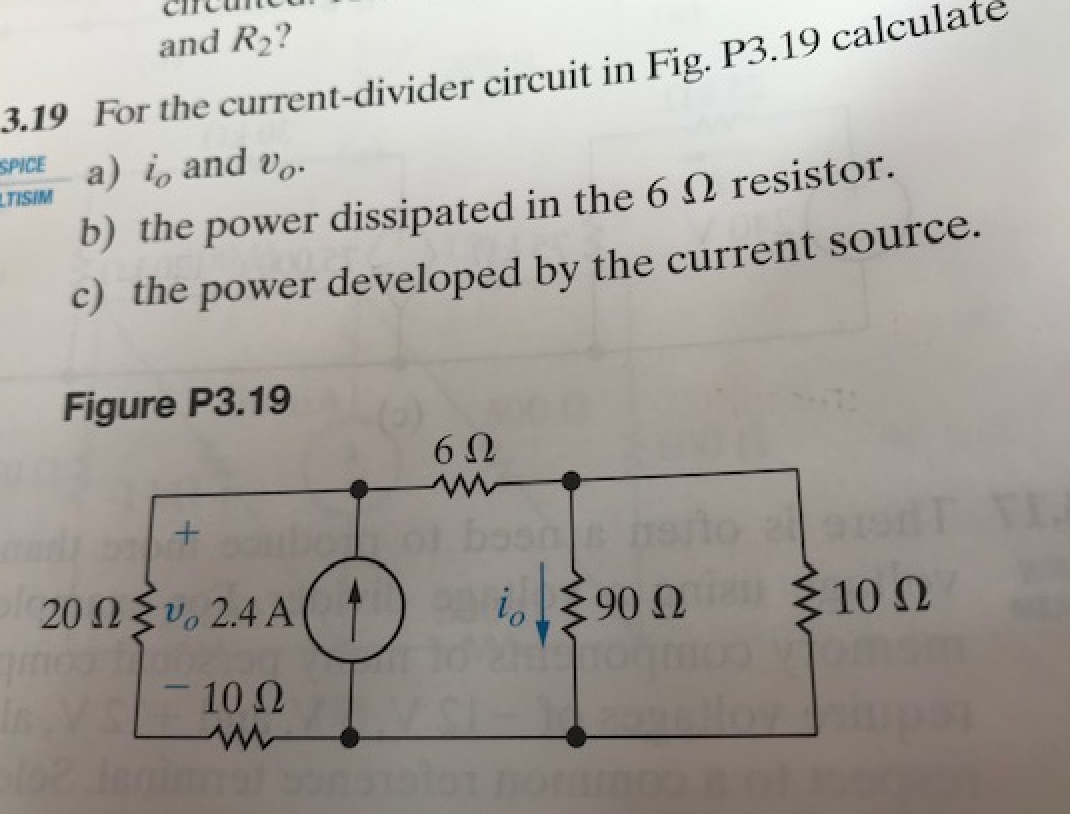 and R₂?
3.19 For the current-divider circuit in Fig. P3.19 calculate
SPICE
LTISIM
a) iₒ and vₒ.
b) the power dissipated in the 6 Ω resistor.
c) the power developed by the current source.
Figure P3.19
6 Ω
+
20 Ω vₒ 2.4 A iₒ 90 Ω 10 Ω
− 10 Ω